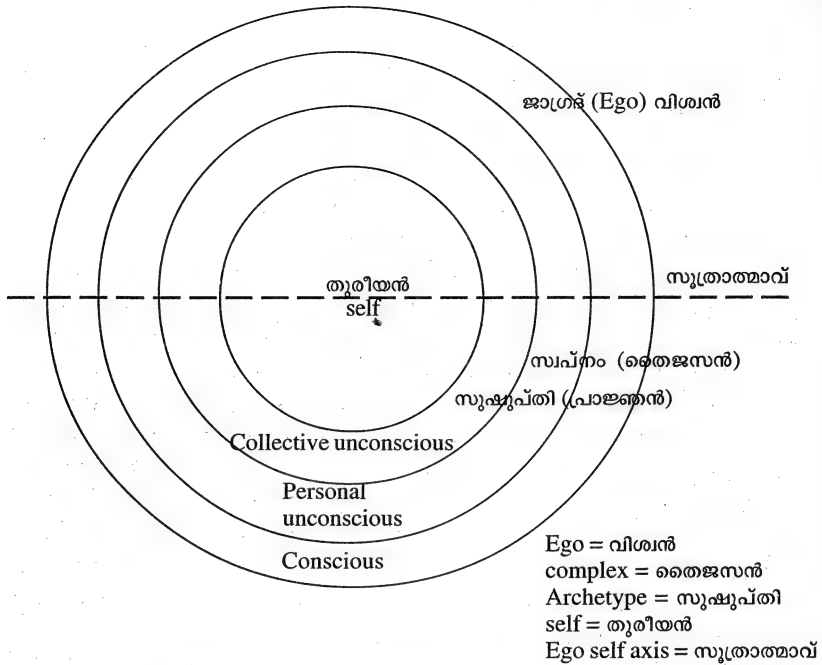 ജാഗ്രദ് (Ego) വിശ്വൻ
സൂത്രാത്മാവ്
തുരീയൻ
self
സ്വപ്നം (തൈജസൻ)
സുഷുപ്തി (പ്രാജ്ഞൻ)
Collective unconscious
Personal
unconscious
Conscious
Ego = വിശ്വൻ
complex = തൈജസൻ
Archetype = സുഷുപ്തി
self = തുരീയൻ
Ego self axis = സൂത്രാത്മാവ്